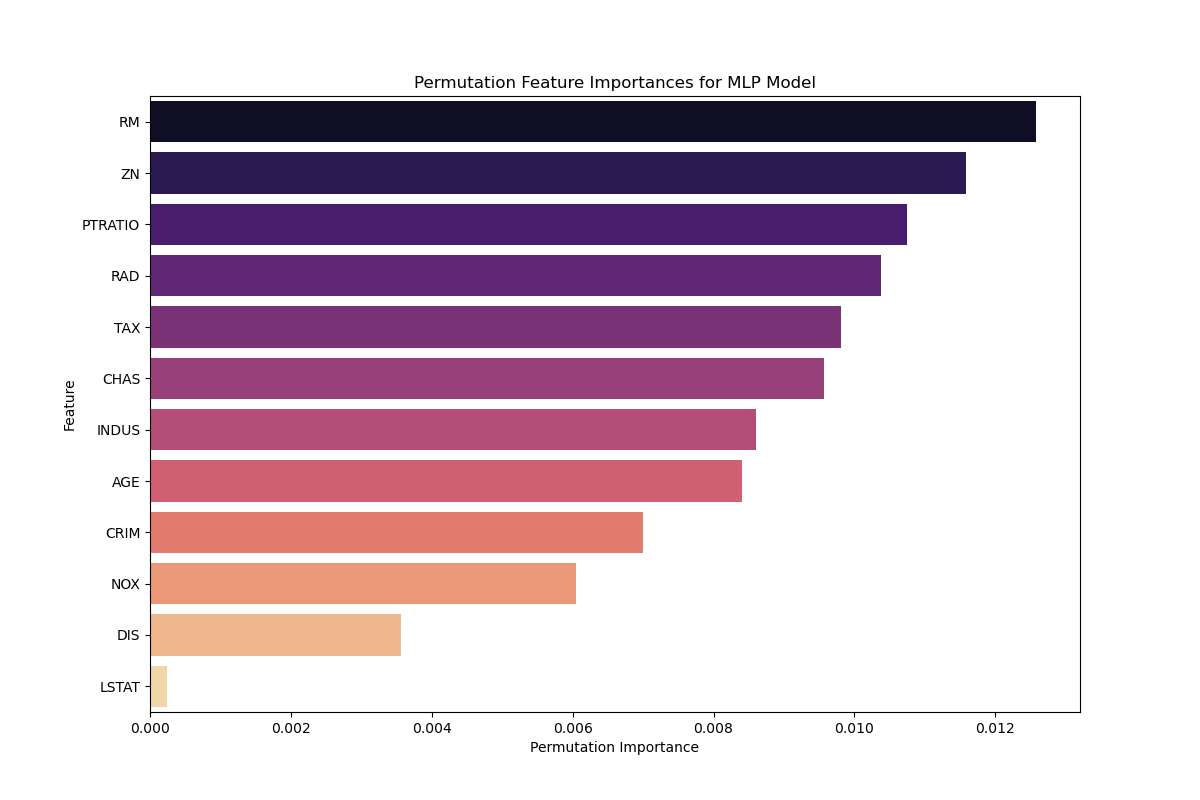 Permutation Feature Importances for MLP Model
RM
ZN
PTRATIO
RAD
TAX
CHAS
Feature
INDUS
AGE
CRIM
NOX
DIS
LSTAT
0.000 0.002 0.004 0.006 0.008 0.010 0.012
Permutation Importance